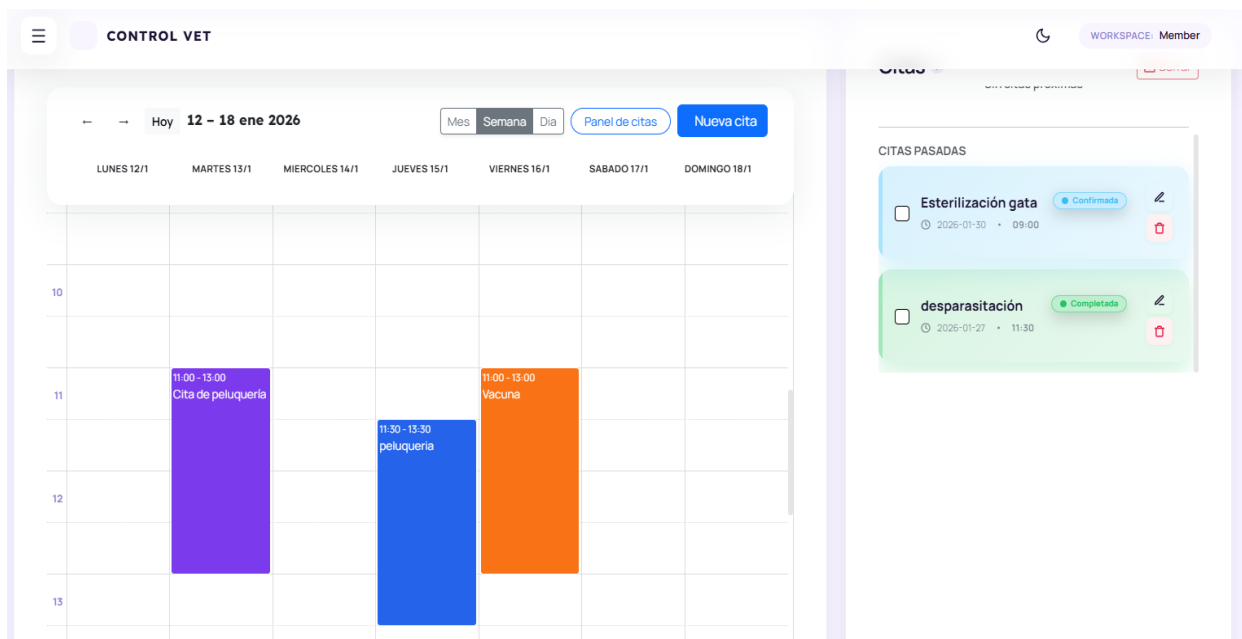 ☰ CONTROL VET
WORKSPACE: Member
Citas
← → Hoy 12 – 18 ene 2026
Mes Semana Dia Panel de citas Nueva cita
LUNES 12/1 MARTES 13/1 MIERCOLES 14/1 JUEVES 15/1 VIERNES 16/1 SABADO 17/1 DOMINGO 18/1
10
11
12
13
11:00 - 13:00
Cita de peluquería
11:30 - 13:30
peluqueria
11:00 - 13:00
Vacuna
Sin citas próximas
CITAS PASADAS
Esterilización gata Confirmada
2026-01-30 • 09:00
desparasitación Completada
2026-01-27 • 11:30